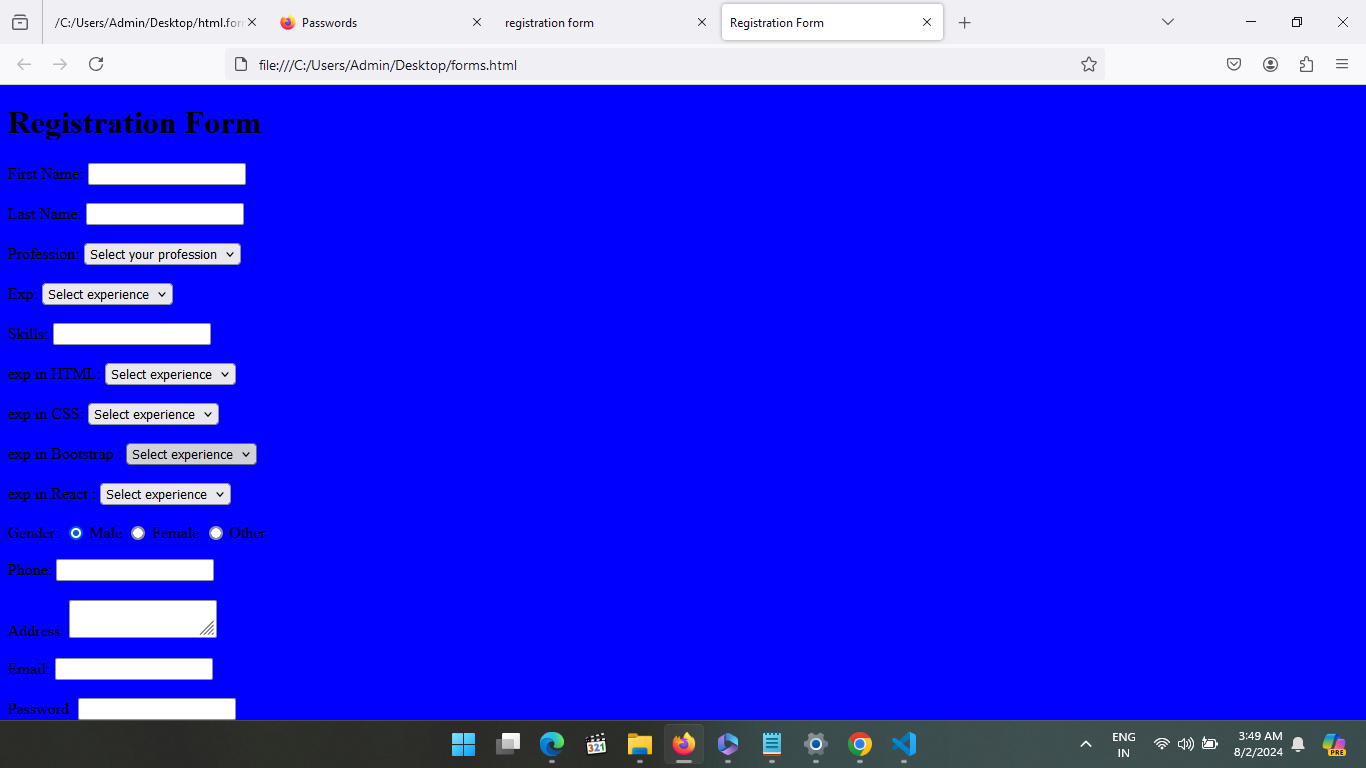 /C:/Users/Admin/Desktop/html.for
Passwords
registration form
Registration Form
file:///C:/Users/Admin/Desktop/forms.html
Registration Form
First Name:
Last Name:
Profession: Select your profession
Exp: Select experience
Skills:
exp in HTML: Select experience
exp in CSS: Select experience
exp in Bootstrap : Select experience
exp in React : Select experience
Gender: Male Female Other
Phone:
Address:
Email:
Password:
321
ENG
IN
3:49 AM
8/2/2024
PRE